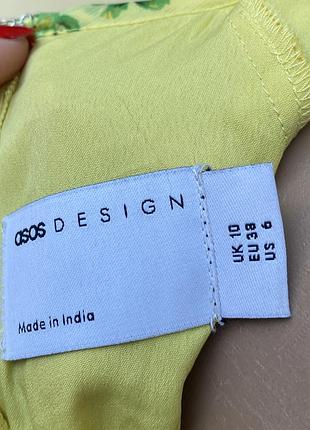 asos DESIGN
Made in India
UK 10
EU 38
US 6